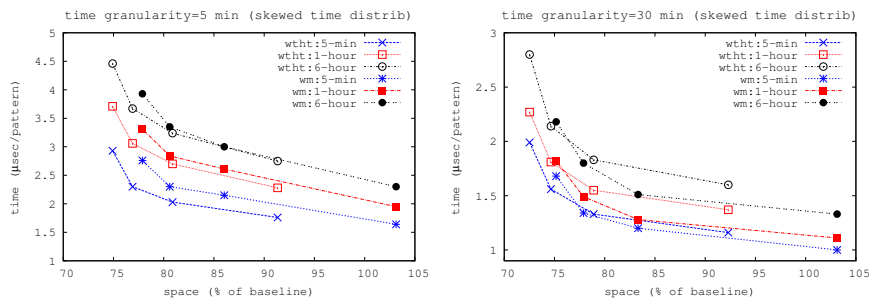 time granularity=5 min (skewed time distrib)
time (μsec/pattern)
5
4.5
4
3.5
3
2.5
2
1.5
1
wtht:5-min
wtht:1-hour
wtht:6-hour
wm:5-min
wm:1-hour
wm:6-hour
70 75 80 85 90 95 100 105
space (% of baseline)
time granularity=30 min (skewed time distrib)
time (μsec/pattern)
3
2.5
2
1.5
1
wtht:5-min
wtht:1-hour
wtht:6-hour
wm:5-min
wm:1-hour
wm:6-hour
70 75 80 85 90 95 100 105
space (% of baseline)